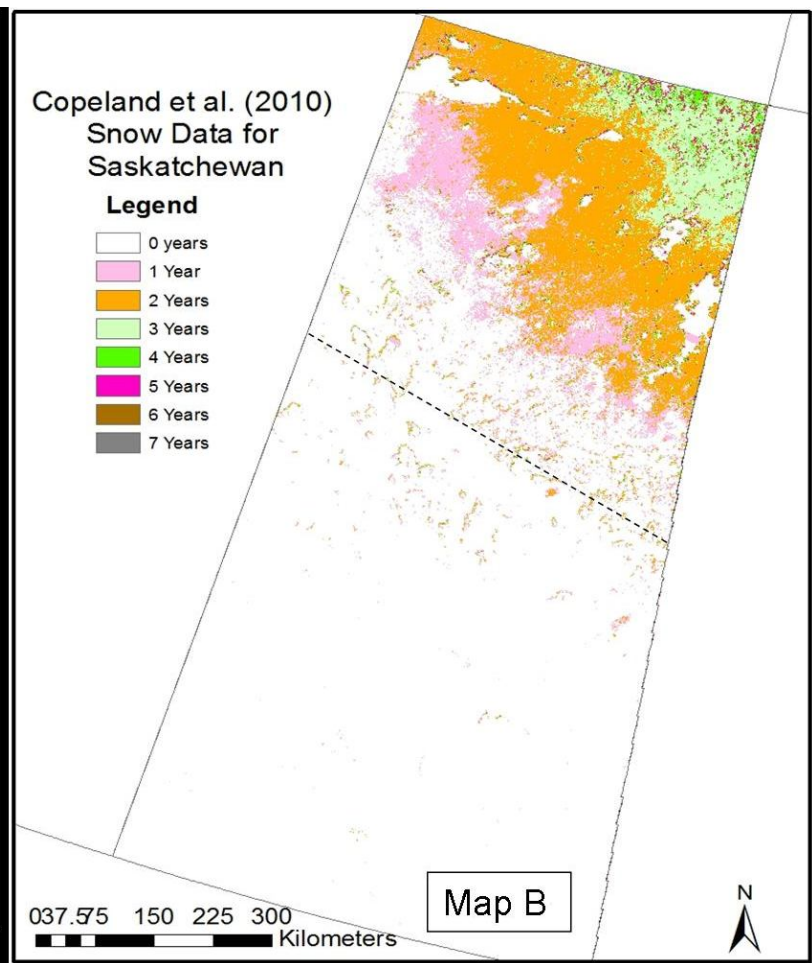 Copeland et al. (2010)
Snow Data for
Saskatchewan
Legend
0 years
1 Year
2 Years
3 Years
4 Years
5 Years
6 Years
7 Years
Map B
N
037.575 150 225 300
Kilometers